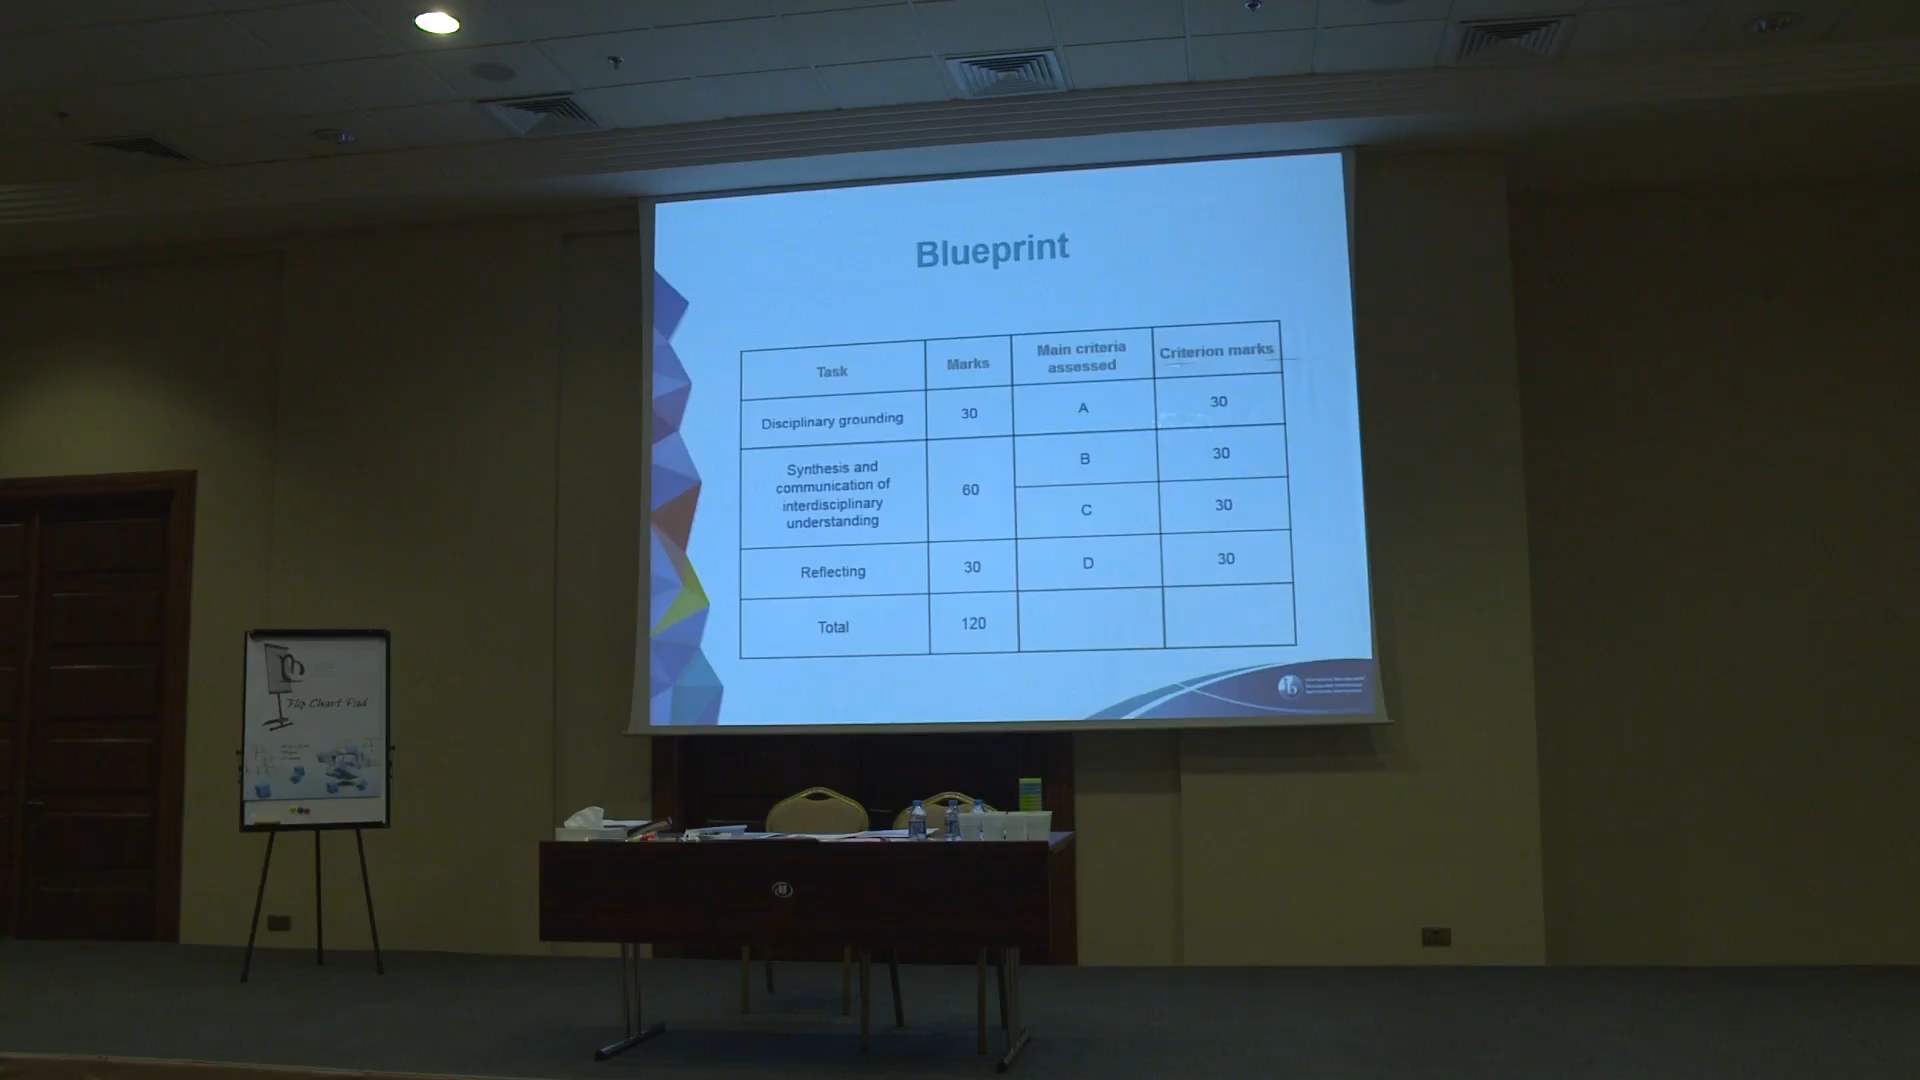 Blueprint
Task
Marks
Main criteria
assessed
Criterion marks
Disciplinary grounding
30
A
30
Synthesis and
communication of
interdisciplinary
understanding
60
B
30
C
30
Reflecting
30
D
30
Total
120
Flip Chart Pad